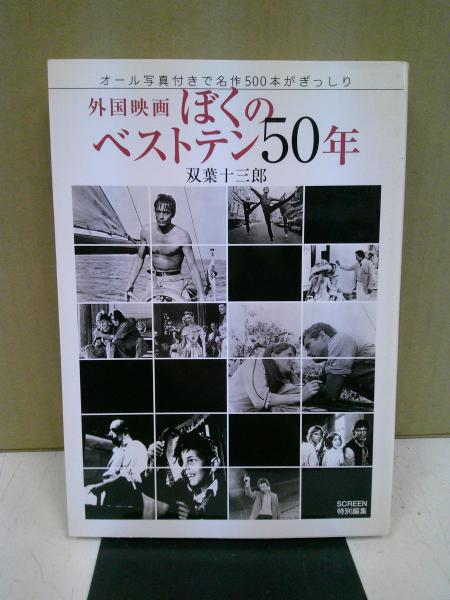 オール写真付きで名作500本がぎっしり
外国映画 ぼくの
ベストテン50年
双葉十三郎
SCREEN
特別編集